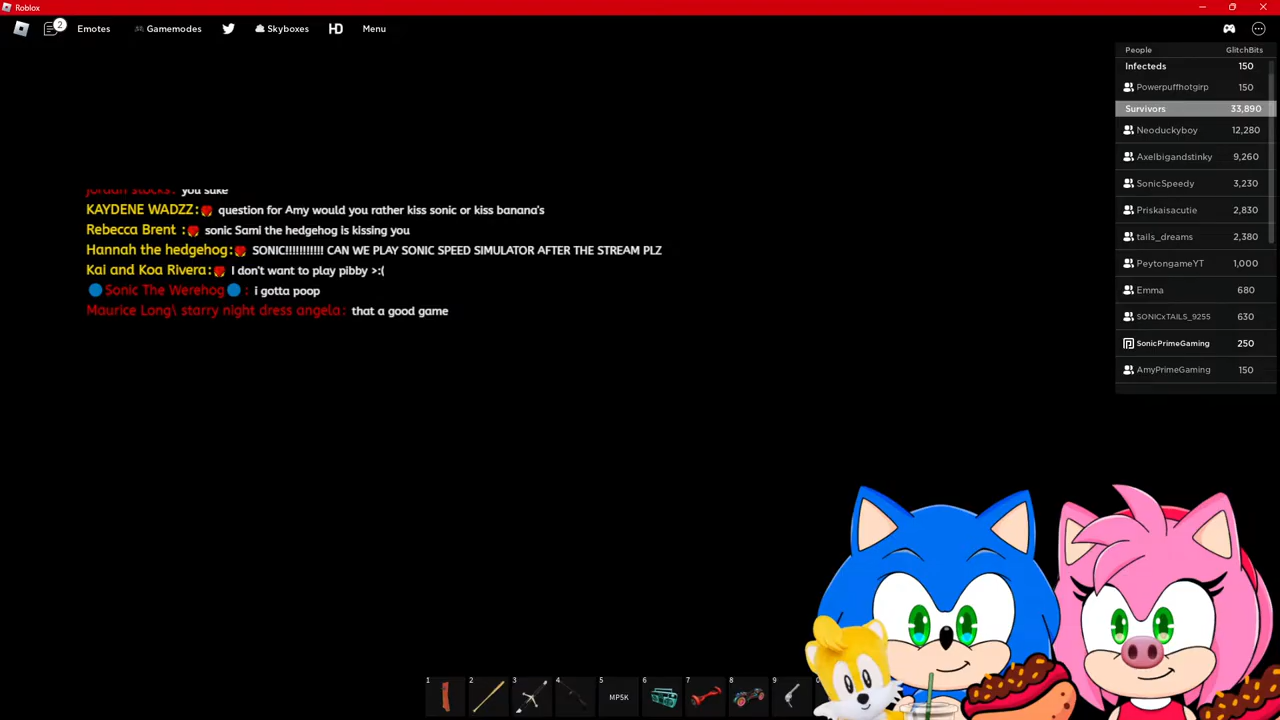 Roblox
2 Emotes Gamemodes Skyboxes HD Menu
People GlitchBits
Infecteds 150
Powerpuffhotgirp 150
Survivors 33,890
Neoduckyboy 12,280
Axelbigandstinky 9,260
SonicSpeedy 3,230
Priskaisacutie 2,830
tails_dreams 2,380
PeytongameYT 1,000
Emma 680
SONICxTAILS_9255 630
SonicPrimeGaming 250
AmyPrimeGaming 150
jordan stocks: you suke
KAYDENE WADZZ: question for Amy would you rather kiss sonic or kiss banana's
Rebecca Brent : sonic Sami the hedgehog is kissing you
Hannah the hedgehog: SONIC!!!!!!!!!!! CAN WE PLAY SONIC SPEED SIMULATOR AFTER THE STREAM PLZ
Kai and Koa Rivera: I don't want to play pibby >:(
Sonic The Werehog : i gotta poop
Maurice Long\ starry night dress angela: that a good game
1 2 3 4 5 6 7 8 9
MP5K